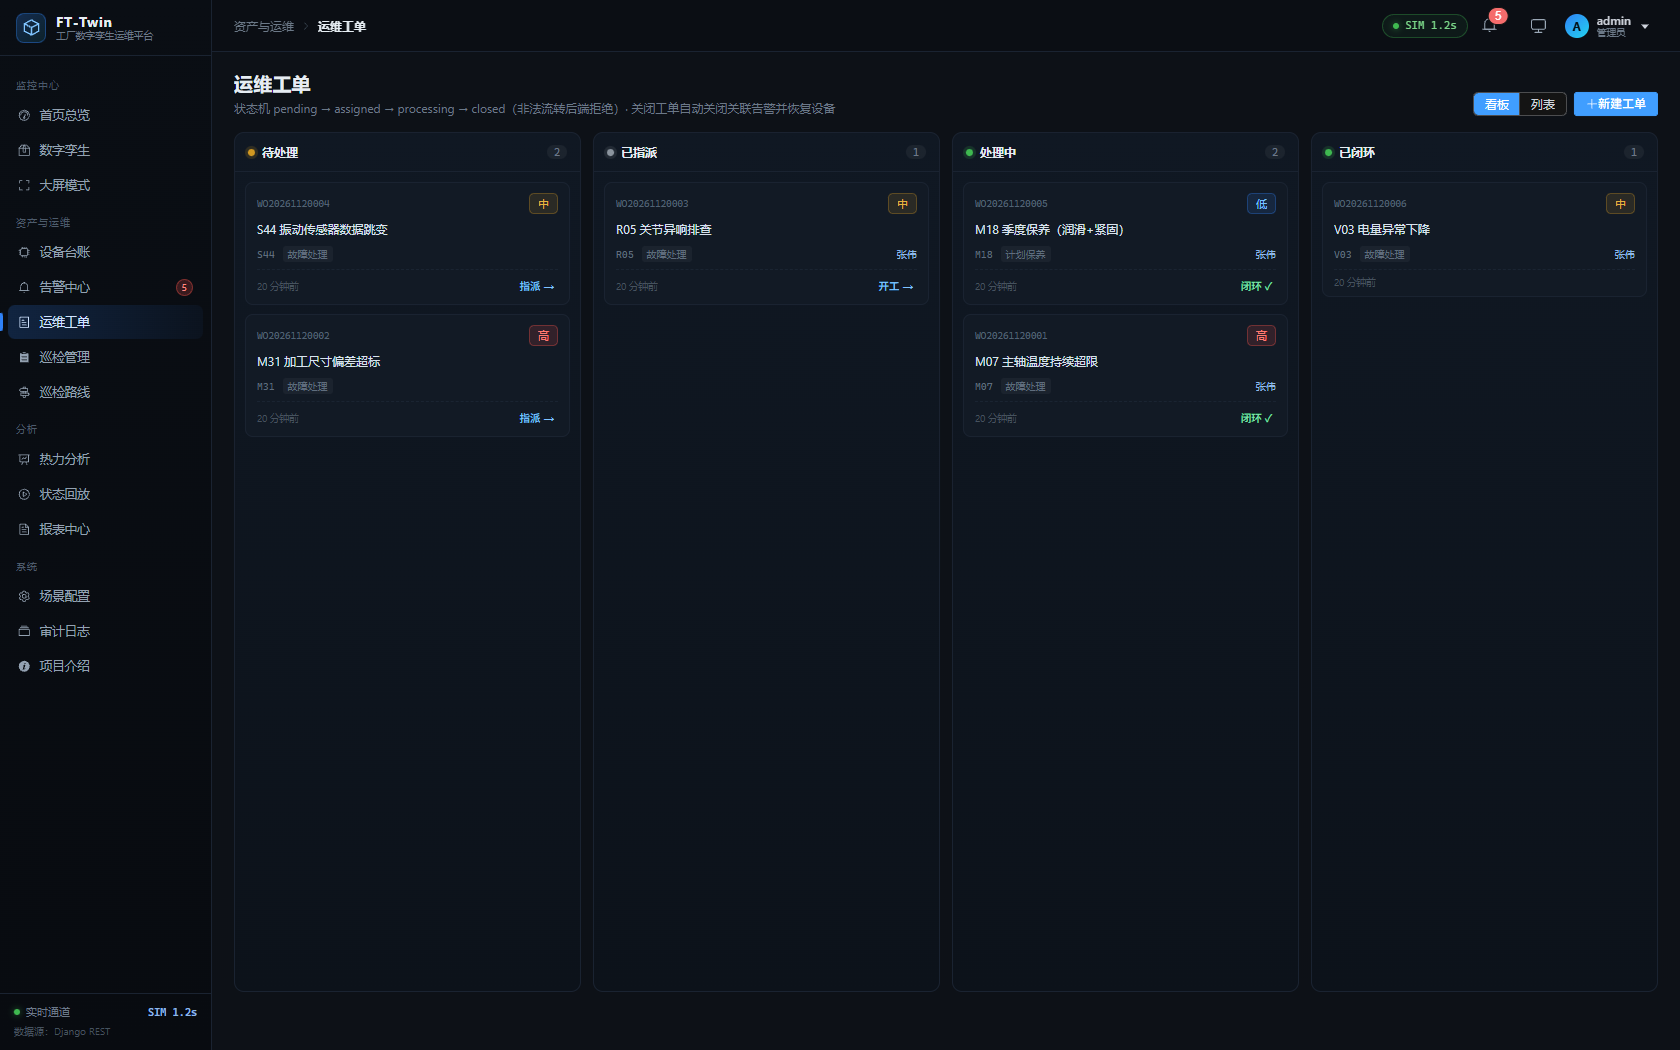 FT-Twin
工厂数字孪生运维平台
监控中心
首页总览
数字孪生
大屏模式
资产与运维
设备台账
告警中心 5
运维工单
巡检管理
巡检路线
分析
热力分析
状态回放
报表中心
系统
场景配置
审计日志
项目介绍
实时通道 SIM 1.2s
数据源: Django REST
资产与运维 > 运维工单
SIM 1.2s
5
A
admin
管理员
运维工单
状态机 pending → assigned → processing → closed（非法流转后端拒绝）· 关闭工单自动关闭关联告警并恢复设备
看板 列表 +新建工单
待处理 2
WO20261120004 中
S44 振动传感器数据跳变
S44 故障处理
20 分钟前 指派 →
WO20261120002 高
M31 加工尺寸偏差超标
M31 故障处理
20 分钟前 指派 →
已指派 1
WO20261120003 中
R05 关节异响排查
R05 故障处理 张伟
20 分钟前 开工 →
处理中 2
WO20261120005 低
M18 季度保养（润滑+紧固）
M18 计划保养 张伟
20 分钟前 闭环 ✓
WO20261120001 高
M07 主轴温度持续超限
M07 故障处理 张伟
20 分钟前 闭环 ✓
已闭环 1
WO20261120006 中
V03 电量异常下降
V03 故障处理 张伟
20 分钟前